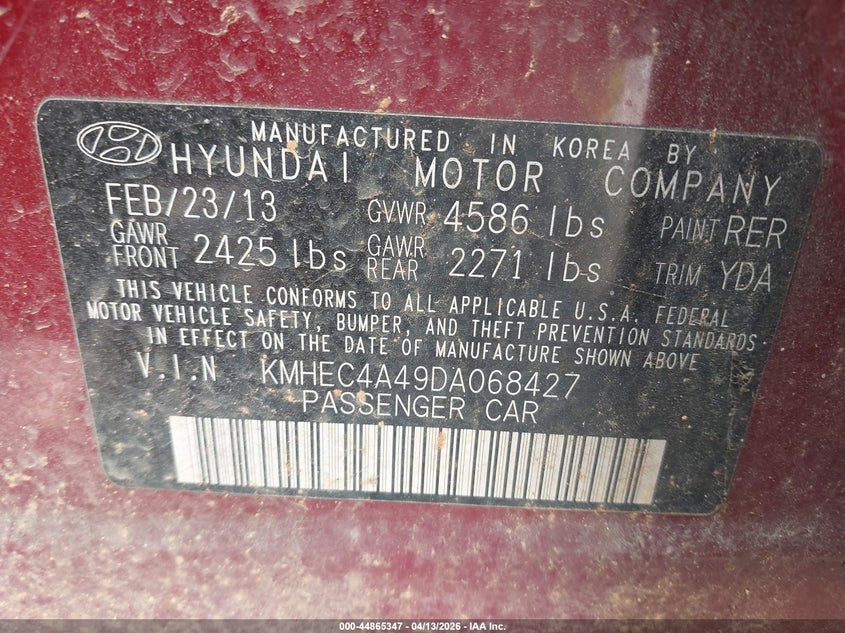 MANUFACTURED IN KOREA BY
HYUNDAI MOTOR COMPANY
FEB/23/13 GVWR 4586 lbs PAINT RER
GAWR FRONT 2425 lbs GAWR REAR 2271 lbs TRIM YDA
THIS VEHICLE CONFORMS TO ALL APPLICABLE U.S.A. FEDERAL
MOTOR VEHICLE SAFETY, BUMPER, AND THEFT PREVENTION STANDARDS
IN EFFECT ON THE DATE OF MANUFACTURE SHOWN ABOVE
V.I.N KMHEC4A49DA068427
PASSENGER CAR
000-44865347 | 04/13/2026 - IAA Inc.